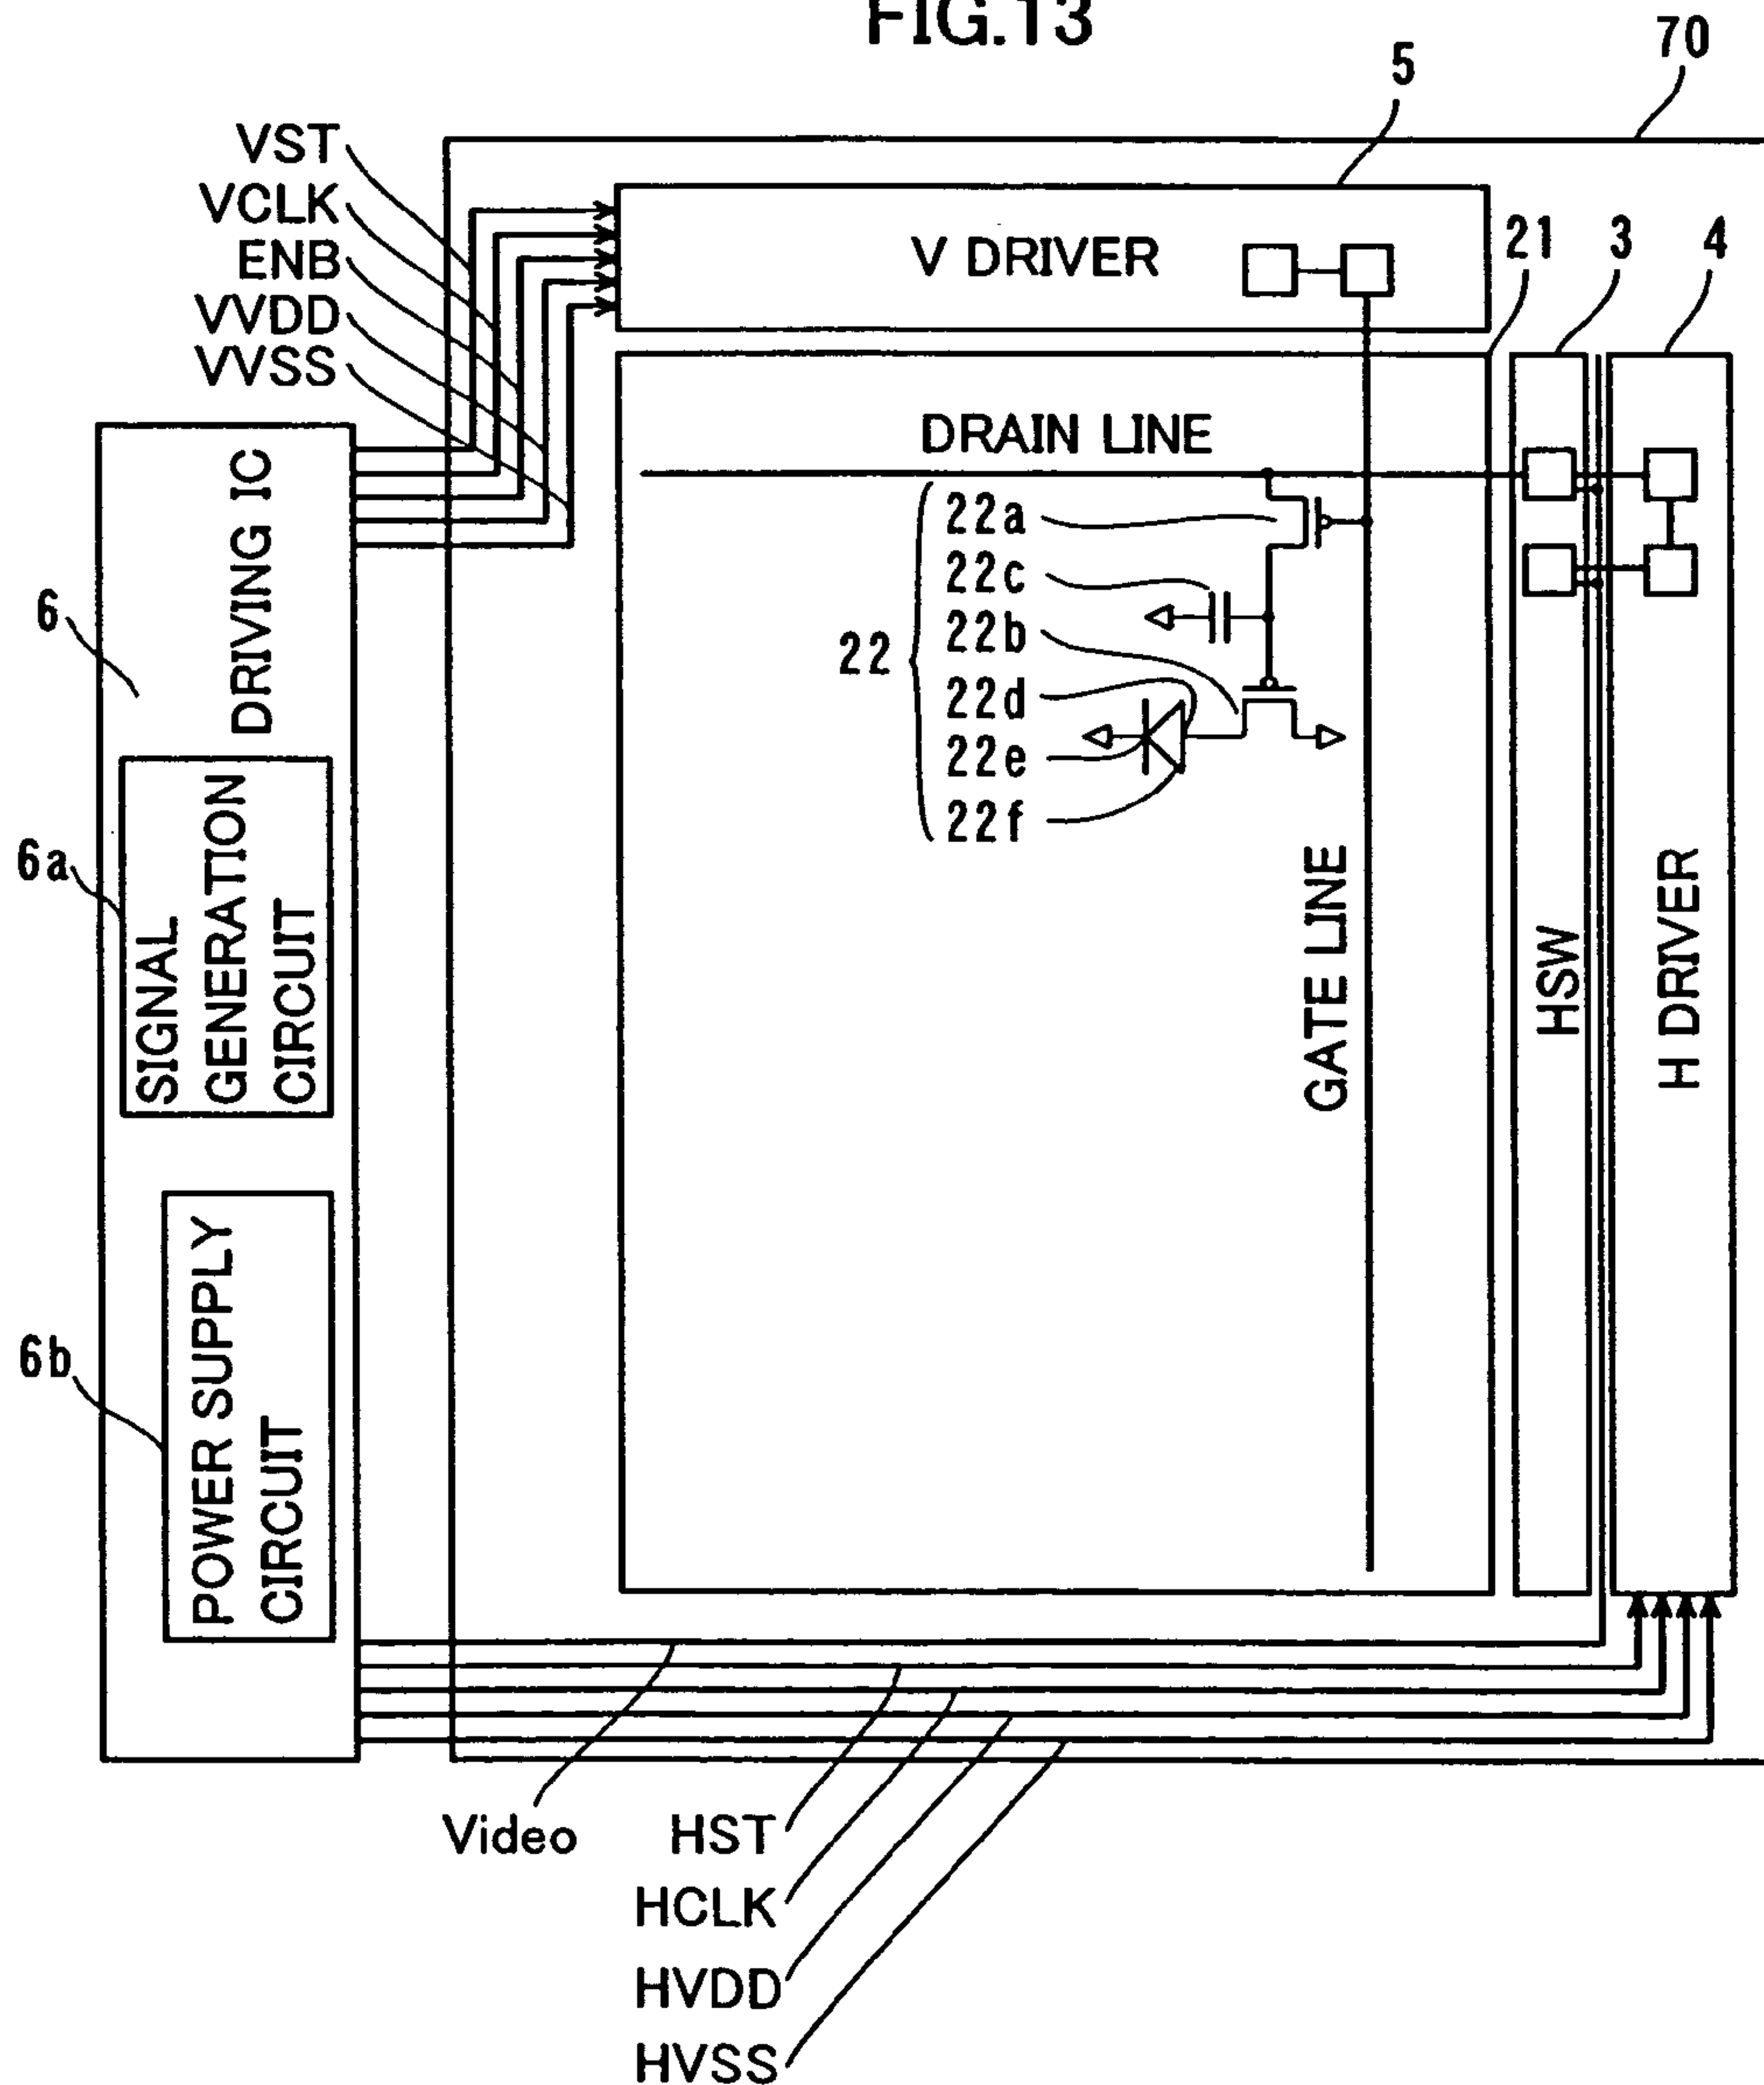 FIG.13
70
5
VST
VCLK
ENB
VVDD
VVSS
V DRIVER
21
3
4
DRAIN LINE
22
22a
22c
22b
22d
22e
22f
GATE LINE
HSW
H DRIVER
6
DRIVING IC
6a
SIGNAL
GENERATION
CIRCUIT
6b
POWER SUPPLY
CIRCUIT
Video
HST
HCLK
HVDD
HVSS